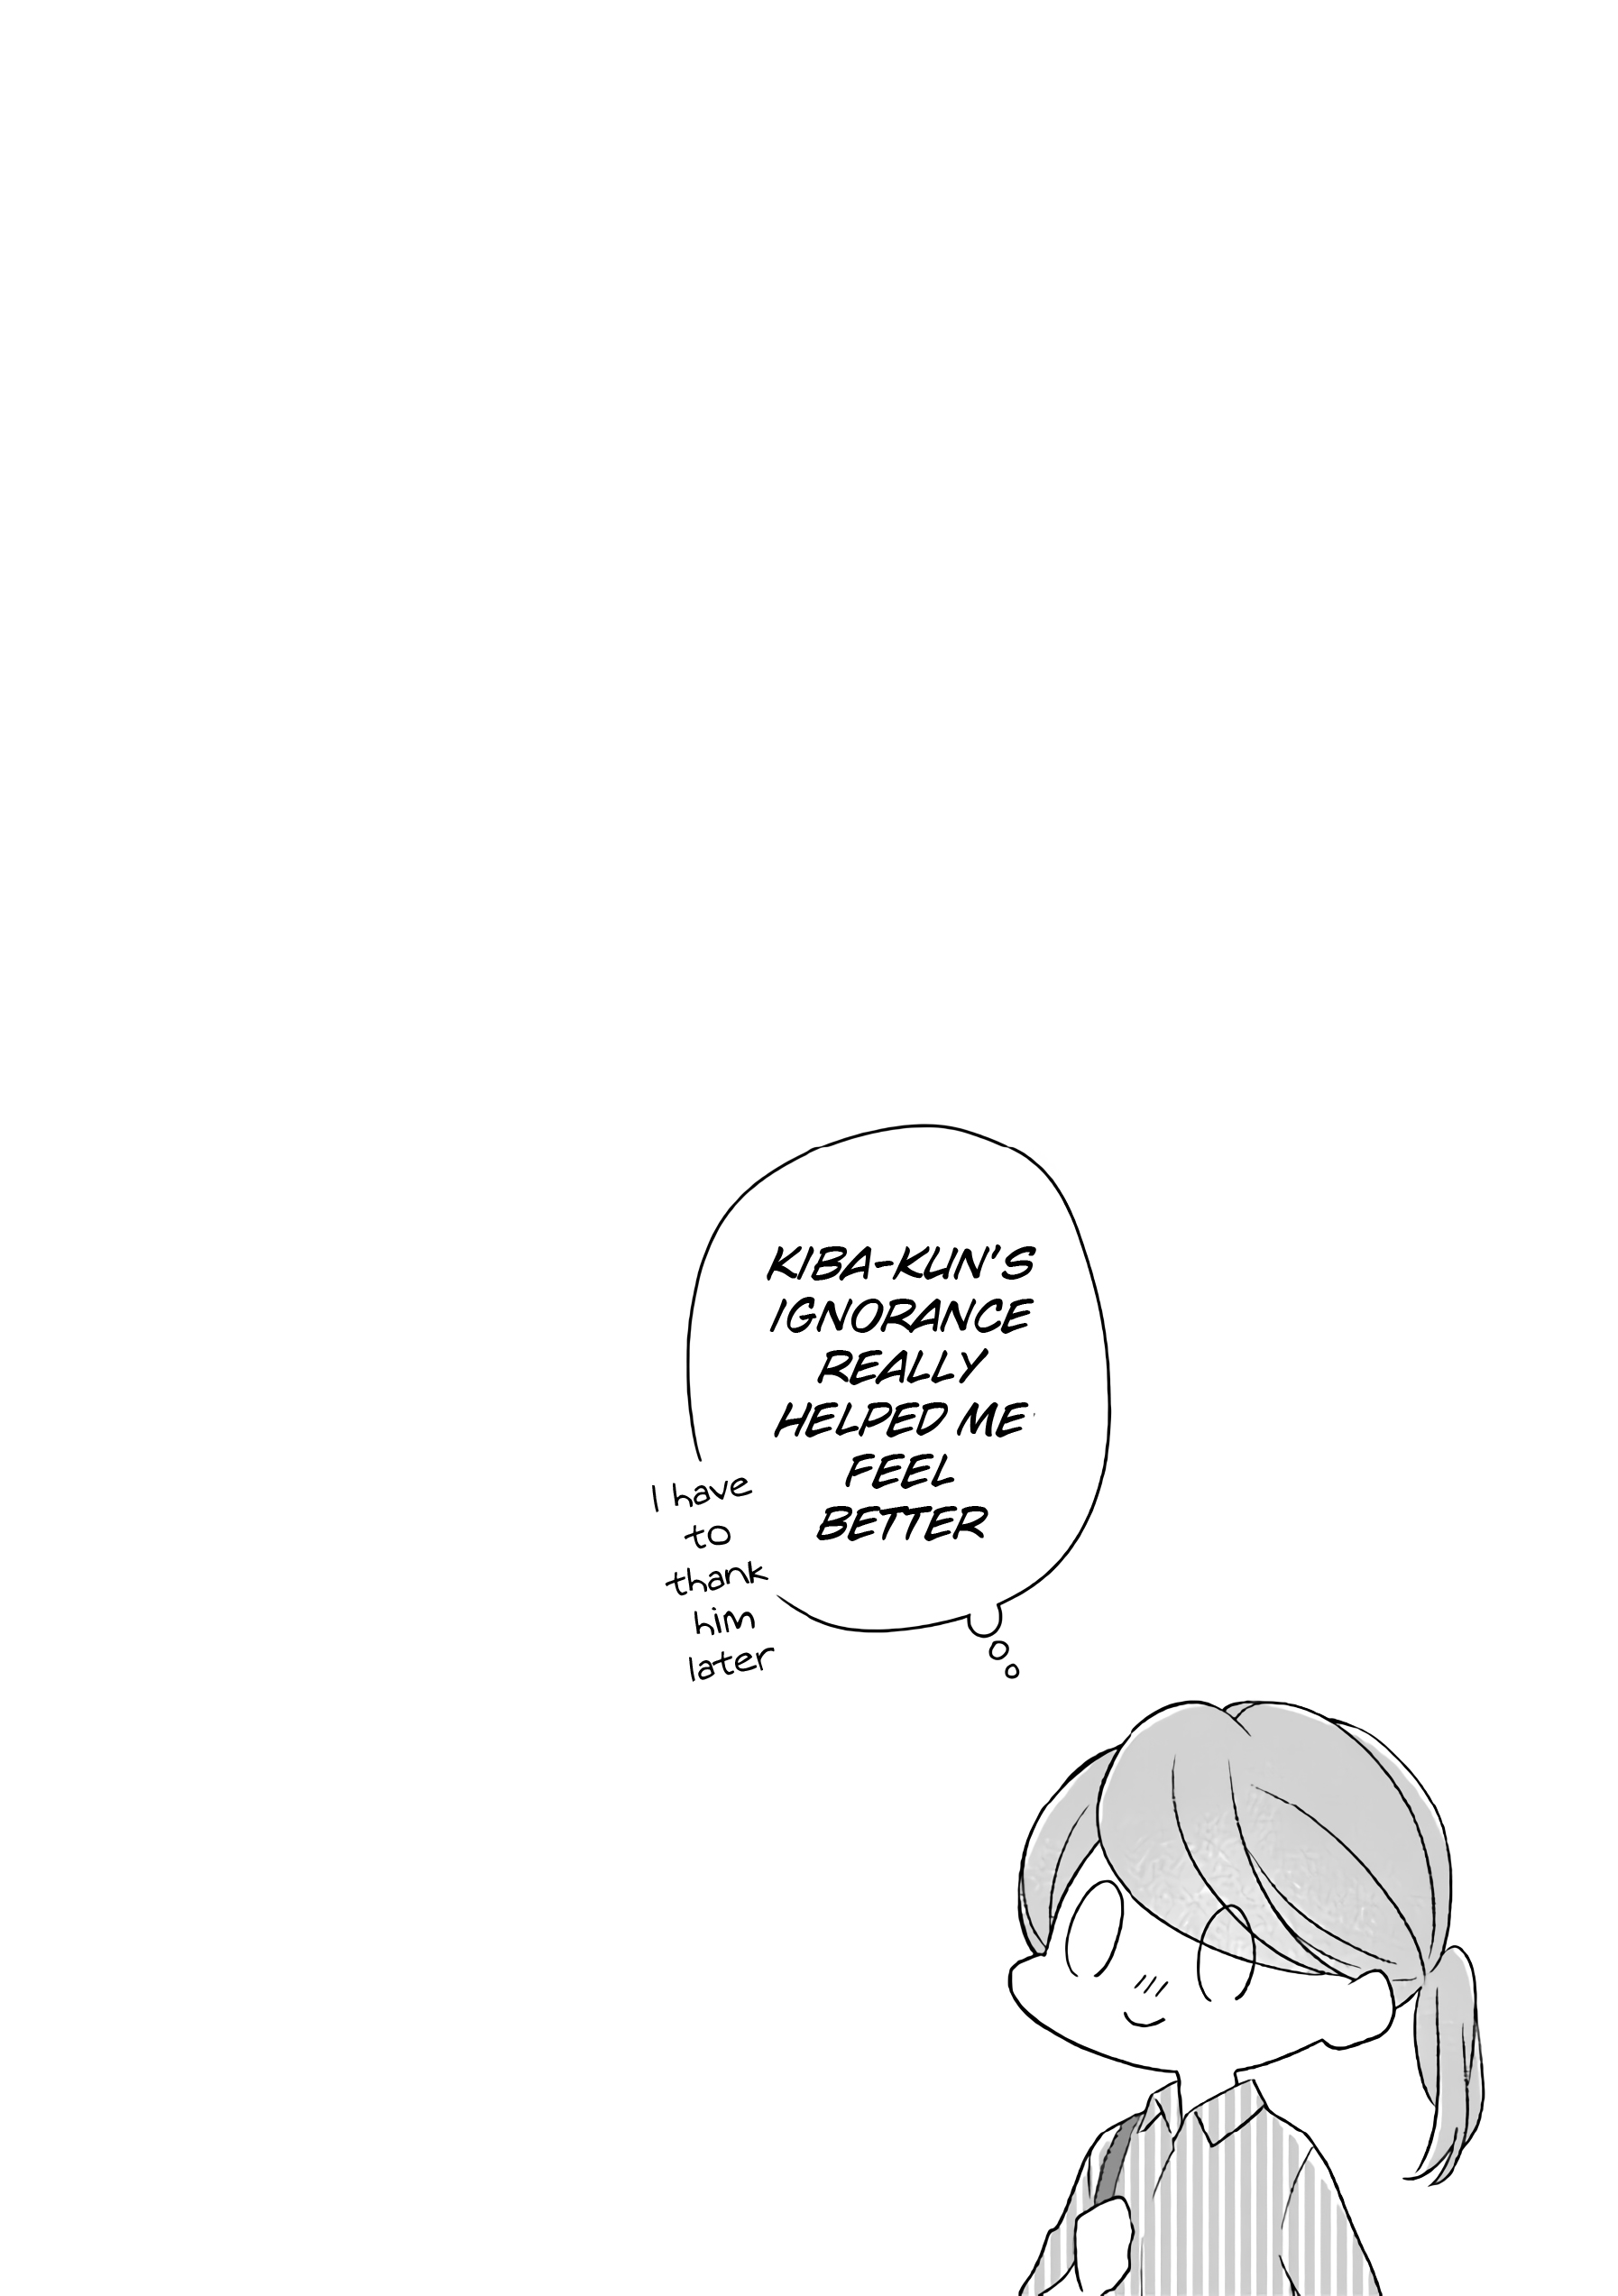 KIBA-KUN'S
IGNORANCE
REALLY
HELPED ME
FEEL
BETTER
I have
to
thank
him
later